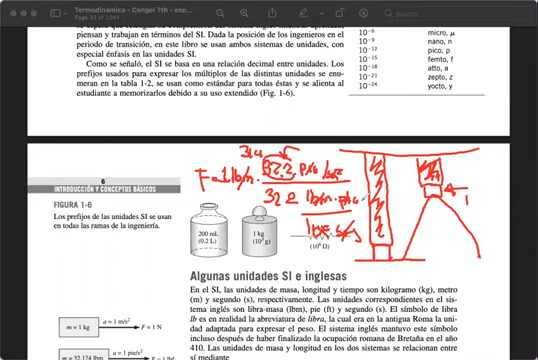 Termodinamica - Cengel 7th - esp...
Page 33 of 1,041
Search
piensan y trabajan en términos del SI. Dada la posición de los ingenieros en
el periodo de transición, en este libro se usan ambos sistemas de unidades, con
especial énfasis en las unidades SI.
Como se señaló, el SI se basa en una relación decimal entre unidades. Los
prefijos usados para expresar los múltiplos de las distintas unidades se enu-
meran en la tabla 1-2, se usan como estándar para todas éstas y se alienta al
estudiante a memorizarlos debido a su uso extendido (Fig. 1-6).
10⁻⁶ micro, μ
10⁻⁹ nano, n
10⁻¹² pico, p
10⁻¹⁵ femto, f
10⁻¹⁸ atto, a
10⁻²¹ zepto, z
10⁻²⁴ yocto, y
6
INTRODUCCIÓN Y CONCEPTOS BÁSICOS
FIGURA 1-6
Los prefijos de las unidades SI se usan
en todas las ramas de la ingeniería.
F = 1 lbm · 32.2
200 mL
(0.2 L)
1 kg
(10³ g)
(10⁶ Ω)
Algunas unidades SI e inglesas
En el SI, las unidades de masa, longitud y tiempo son kilogramo (kg), metro
(m) y segundo (s), respectivamente. Las unidades correspondientes en el sis-
tema inglés son libra-masa (lbm), pie (ft) y segundo (s). El símbolo de libra
lb es en realidad la abreviatura de libra, la cual era en la antigua Roma la uni-
dad adaptada para expresar el peso. El sistema inglés mantuvo este símbolo
incluso después de haber finalizado la ocupación romana de Bretaña en el año
410. Las unidades de masa y longitud en los dos sistemas se relacionan entre
sí mediante
m = 1 kg
a = 1 m/s²
F = 1 N
m = 32.174 lbm
a = 1 pie/s²
F = 1 lbf